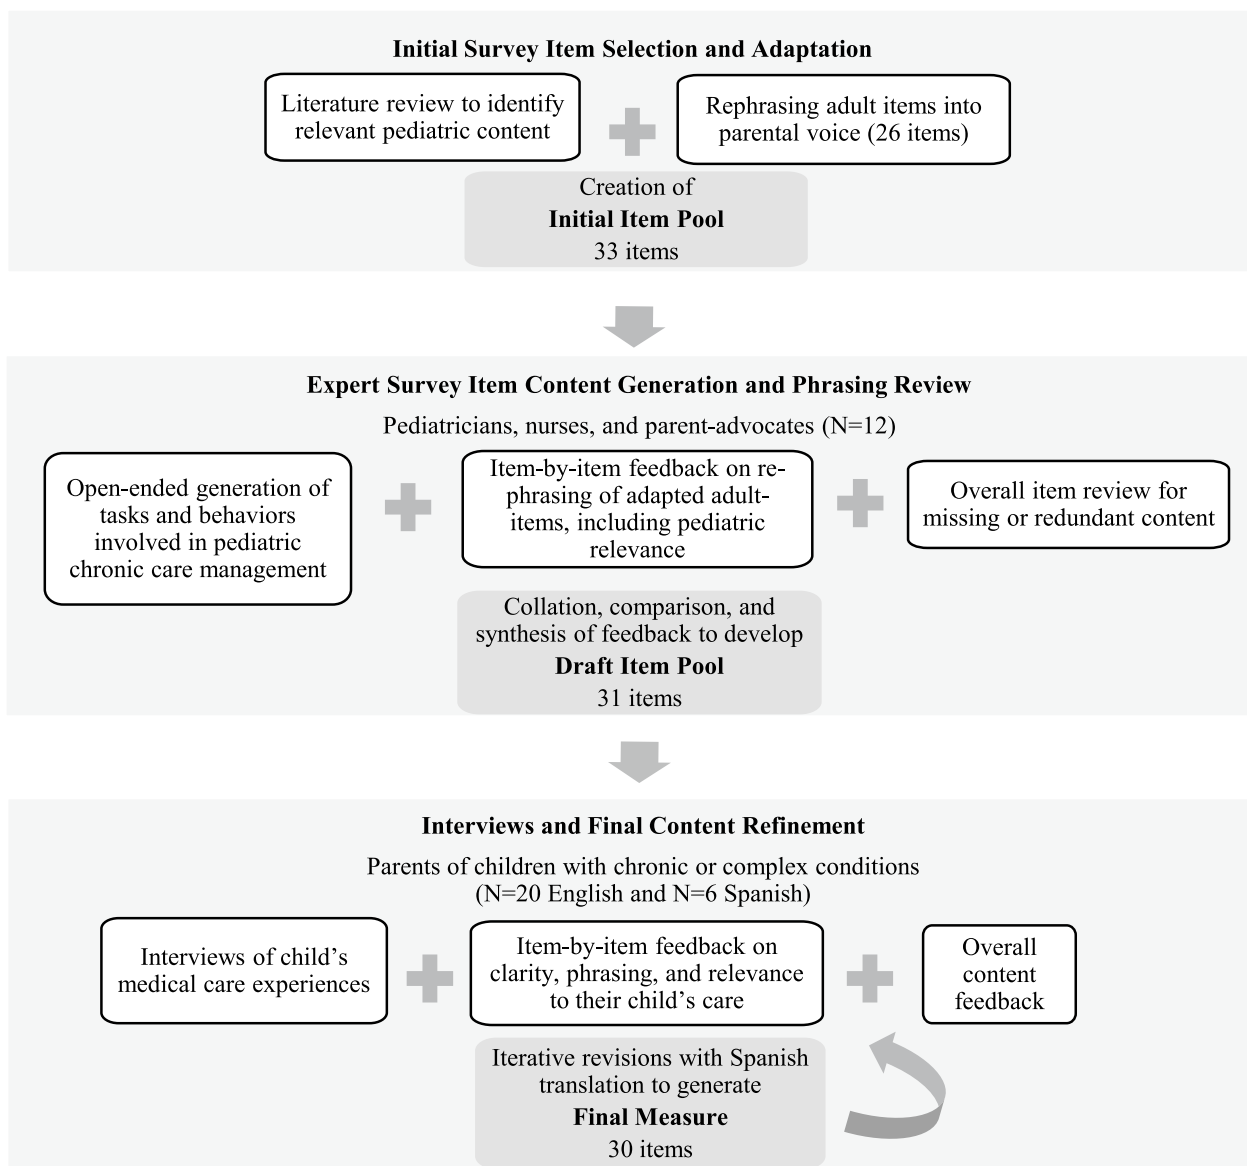 Initial Survey Item Selection and Adaptation
Literature review to identify
relevant pediatric content
Rephrasing adult items into
parental voice (26 items)
Creation of
Initial Item Pool
33 items
Expert Survey Item Content Generation and Phrasing Review
Pediatricians, nurses, and parent-advocates (N=12)
Open-ended generation of
tasks and behaviors
involved in pediatric
chronic care management
Item-by-item feedback on re-
phrasing of adapted adult-
items, including pediatric
relevance
Overall item review for
missing or redundant content
Collation, comparison, and
synthesis of feedback to develop
Draft Item Pool
31 items
Interviews and Final Content Refinement
Parents of children with chronic or complex conditions
(N=20 English and N=6 Spanish)
Interviews of child’s
medical care experiences
Item-by-item feedback on
clarity, phrasing, and relevance
to their child’s care
Overall
content
feedback
Iterative revisions with Spanish
translation to generate
Final Measure
30 items